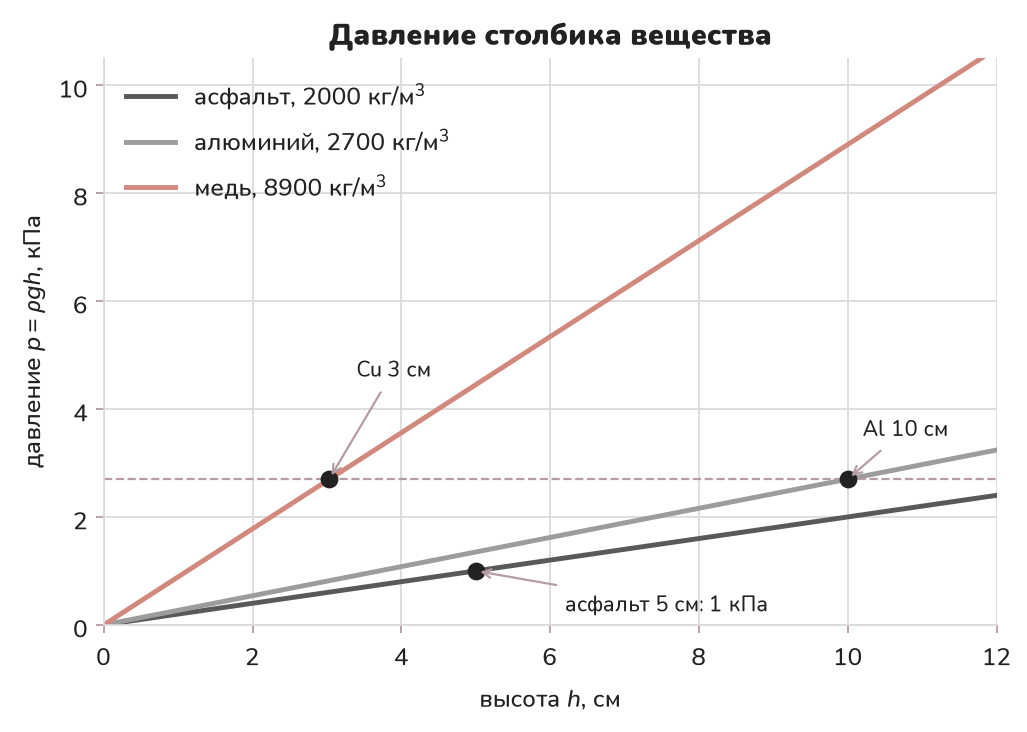 Давление столбика вещества
асфальт, 2000 кг/м³
алюминий, 2700 кг/м³
медь, 8900 кг/м³
давление p = ρgh, кПа
10
8
6
4
2
0
Cu 3 см
Al 10 см
асфальт 5 см: 1 кПа
0 2 4 6 8 10 12
высота h, см